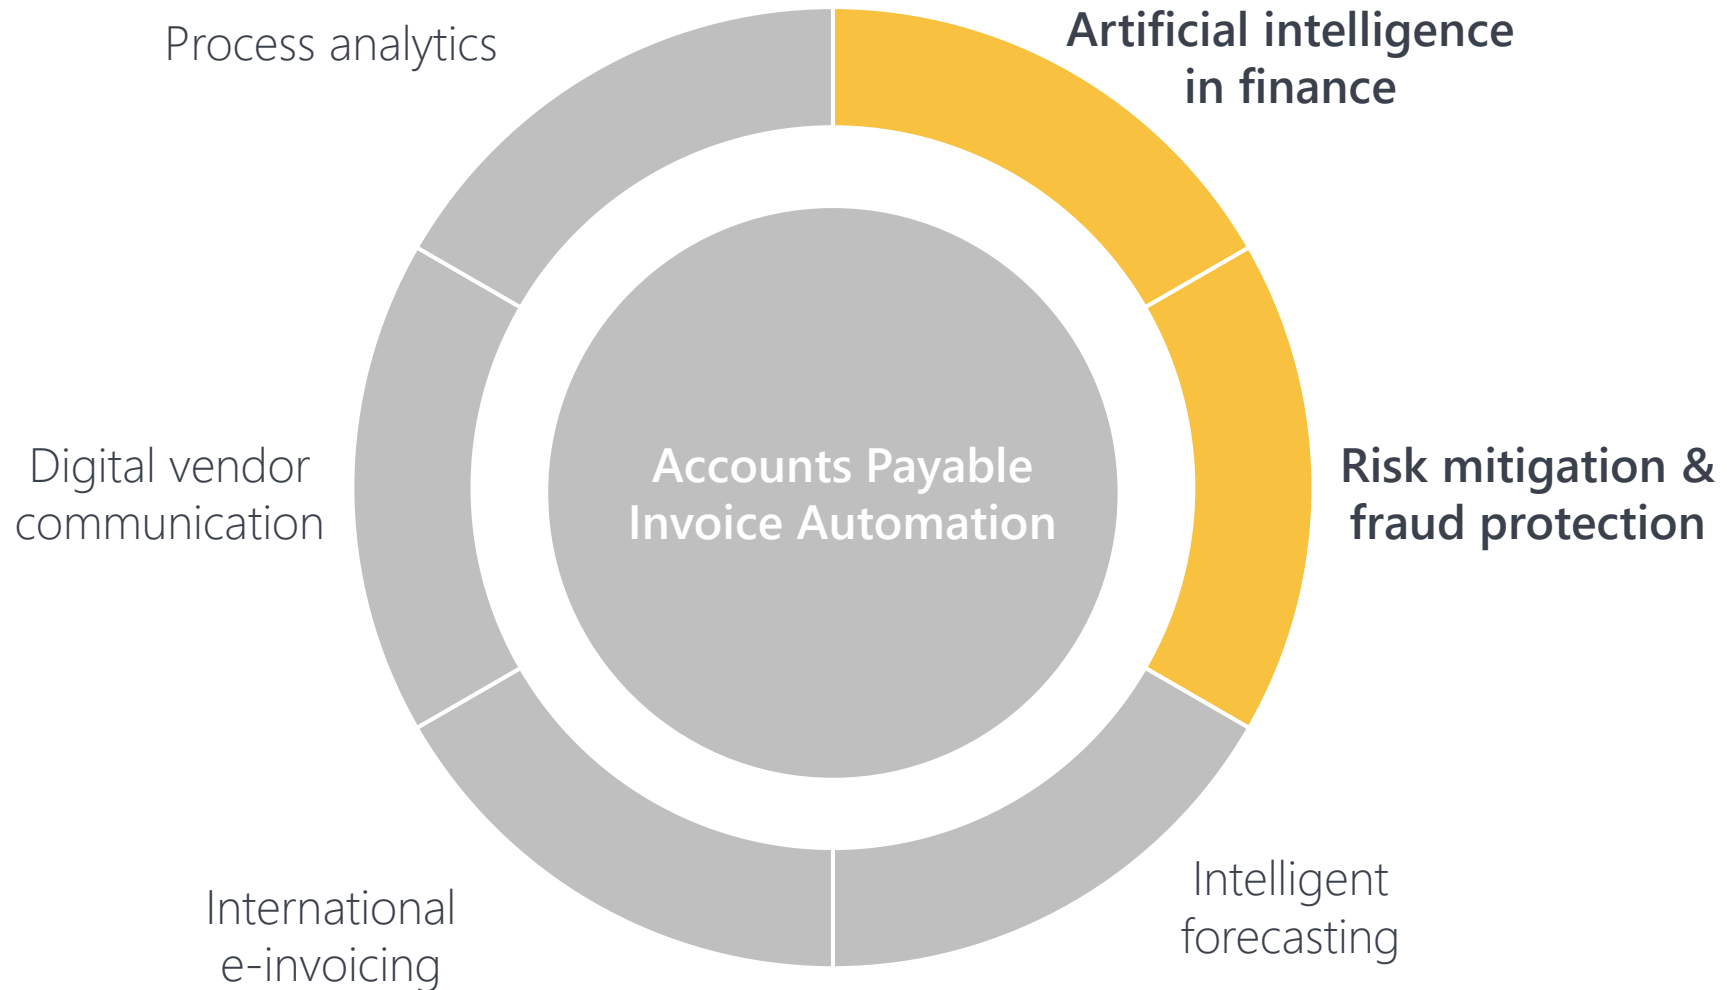 Process analytics
Artificial intelligence
in finance
Digital vendor
communication
Accounts Payable
Invoice Automation
Risk mitigation &
fraud protection
International
e-invoicing
Intelligent
forecasting